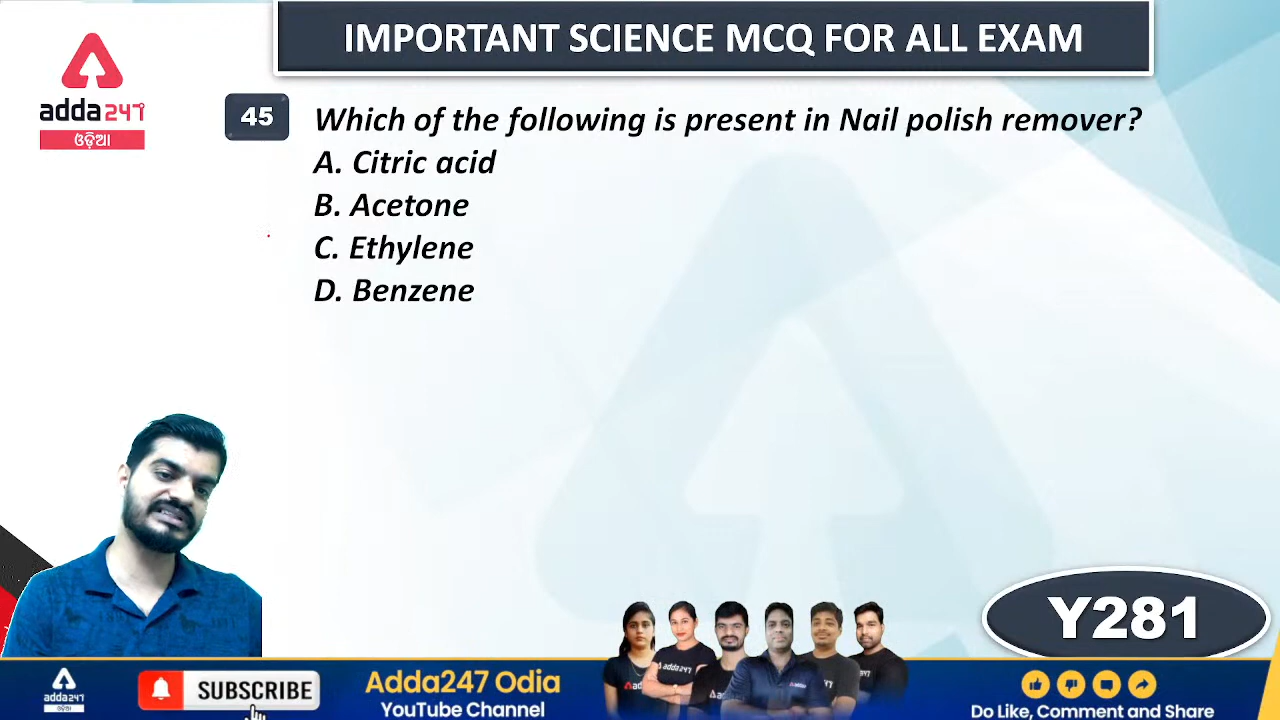 IMPORTANT SCIENCE MCQ FOR ALL EXAM
adda247
ଓଡ଼ିଆ
45
Which of the following is present in Nail polish remover?
A. Citric acid
B. Acetone
C. Ethylene
D. Benzene
Y281
adda247
ଓଡ଼ିଆ
SUBSCRIBE
Adda247 Odia
YouTube Channel
adda247
Do Like, Comment and Share